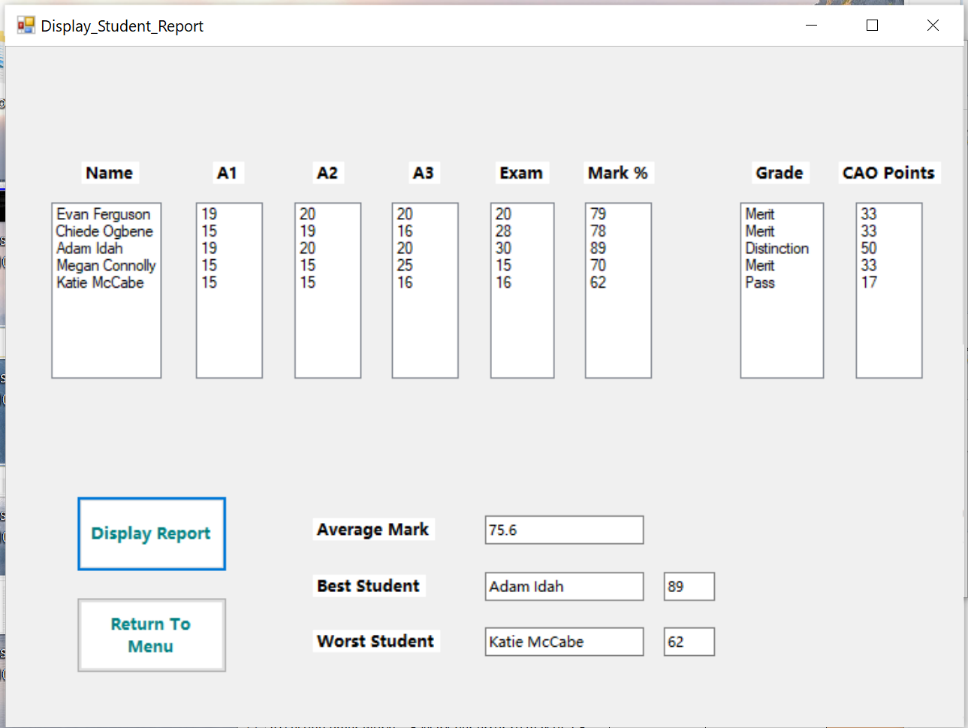 Display_Student_Report
Name A1 A2 A3 Exam Mark % Grade CAO Points
Evan Ferguson 19 20 20 20 79 Merit 33
Chiede Ogbene 15 19 16 28 78 Merit 33
Adam Idah 19 20 20 30 89 Distinction 50
Megan Connolly 15 15 25 15 70 Merit 33
Katie McCabe 15 15 16 16 62 Pass 17
Display Report
Average Mark 75.6
Best Student Adam Idah 89
Return To
Menu
Worst Student Katie McCabe 62